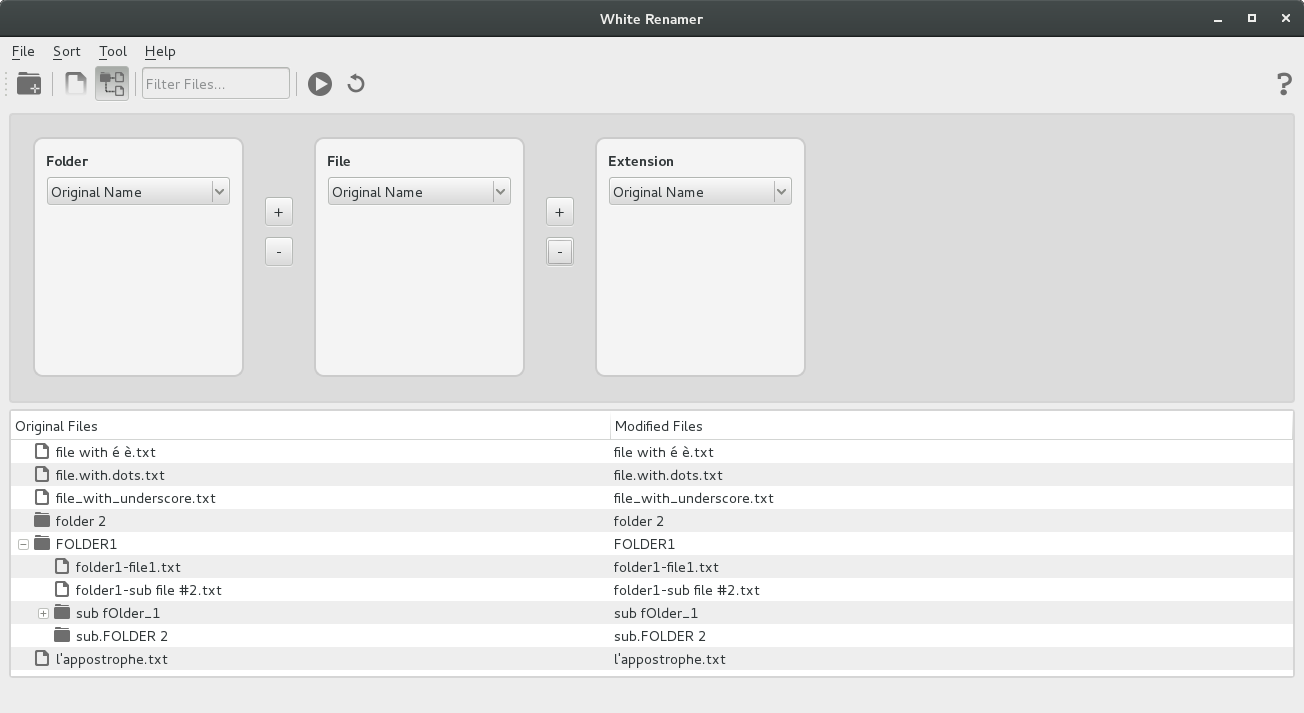 White Renamer
File Sort Tool Help
Filter Files...
?
Folder File Extension
Original Name Original Name Original Name
+ +
- -
Original Files Modified Files
file with é è.txt file with é è.txt
file.with.dots.txt file.with.dots.txt
file_with_underscore.txt file_with_underscore.txt
folder 2 folder 2
FOLDER1 FOLDER1
folder1-file1.txt folder1-file1.txt
folder1-sub file #2.txt folder1-sub file #2.txt
sub fOlder_1 sub fOlder_1
sub.FOLDER 2 sub.FOLDER 2
l'appostrophe.txt l'appostrophe.txt